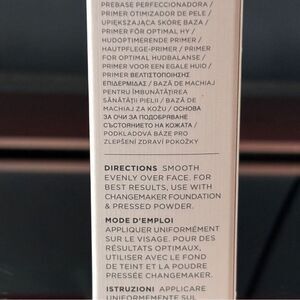 PREBASE PERFECCIONADORA /
PRIMER OTIMIZADOR DE PELE /
UPIĘKSZAJĄCA SKÓRĘ BAZA /
PRIMER FÖR OPTIMAL HY /
HUDOPTIMERENDE PRIMER /
HAUTPFLEGE-PRIMER /
PRIMER FOR OPTIMAL HUDBALANSE /
PRIMER VOOR EEN EGALE HUID /
PRIMER ΒΕΛΤΙΣΤΟΠΟΙΗΣΗΣ
ΕΠΙΔΕΡΜΙΔΑΣ / BAZĂ DE MACHIAJ
PENTRU ÎMBUNĂTĂȚIREA
SĂNĂTĂȚII PIELII / BAZĂ DE
MACHIAJ ZA KOŽU / ОСНОВА
ЗА ОЧИ ЗА ПОДОБРЯВАНЕ
СЪСТОЯНИЕТО НА КОЖАТА /
PODKLADOVÁ BÁZE PRO
ZLEPŠENÍ ZDRAVÍ POKOŽKY
DIRECTIONS SMOOTH
EVENLY OVER FACE. FOR
BEST RESULTS, USE WITH
CHANGEMAKER FOUNDATION
& PRESSED POWDER.
MODE D'EMPLOI
APPLIQUER UNIFORMÉMENT
SUR LE VISAGE. POUR DES
RÉSULTATS OPTIMAUX,
UTILISER AVEC LE FOND
DE TEINT ET LA POUDRE
PRESSÉE CHANGEMAKER.
ISTRUZIONI APPLICARE
UNIFORMEMENTE SUL